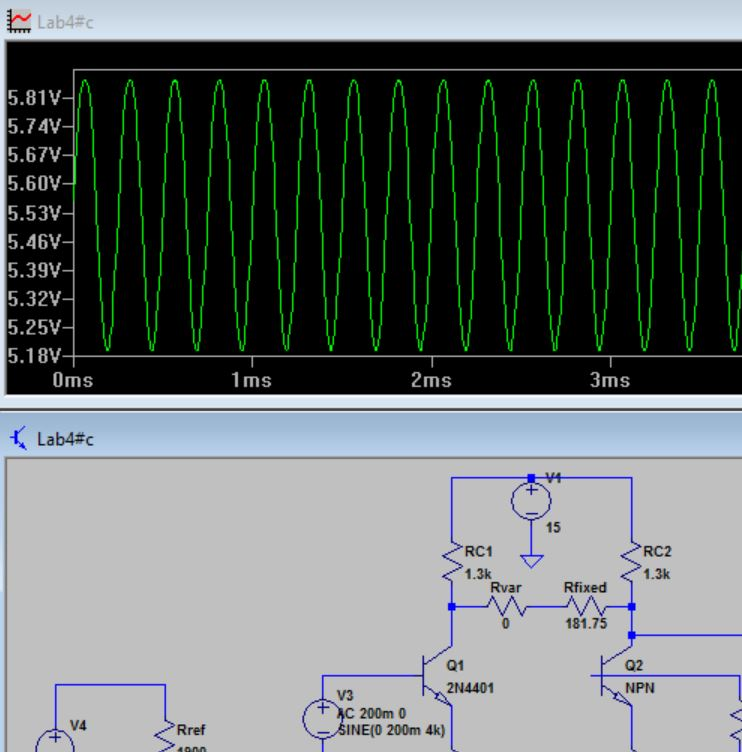 Lab4#c
5.81V
5.74V
5.67V
5.60V
5.53V
5.46V
5.39V
5.32V
5.25V
5.18V
0ms 1ms 2ms 3ms
Lab4#c
V1
15
RC1
1.3k
RC2
1.3k
Rvar
0
Rfixed
181.75
Q1
2N4401
Q2
NPN
V3
AC 200m 0
SINE(0 200m 4k)
V4
Rref